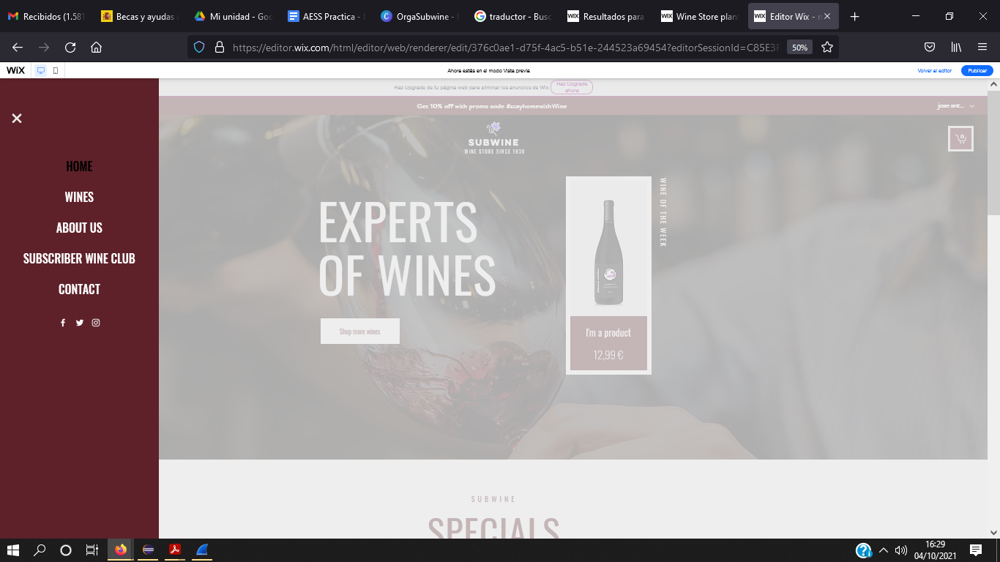 Recibidos (1.581
Becas y ayudas
Mi unidad - Goo
AESS Practica -
OrgaSubwine -
traductor - Busc
Resultados para
Wine Store plant
Editor Wix -
https://editor.wix.com/html/editor/web/renderer/edit/376c0ae1-d75f-4ac5-b51e-244523a69454?editorSessionId=C85E3F
50%
WiX
Ahora estás en el modo Vista previa
Volver al editor
Publicar
Haz Upgrade de tu página web para eliminar los anuncios de Wix
Haz Upgrade
ahora
Get 10% off with promo code #stayhomewithWine
jose ant...
HOME
WINES
ABOUT US
SUBSCRIBER WINE CLUB
CONTACT
SUBWINE
WINE STORE SINCE 1938
0
EXPERTS
OF WINES
Shop more wines
WINE OF THE WEEK
I'm a product
12,99 €
SUBWINE
SPECIALS
16:29
04/10/2021